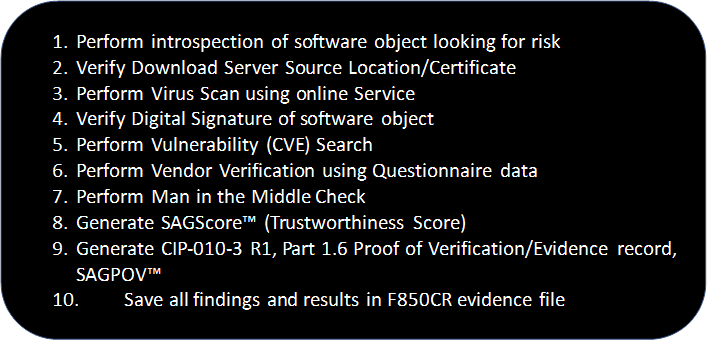 1. Perform introspection of software object looking for risk
2. Verify Download Server Source Location/Certificate
3. Perform Virus Scan using online Service
4. Verify Digital Signature of software object
5. Perform Vulnerability (CVE) Search
6. Perform Vendor Verification using Questionnaire data
7. Perform Man in the Middle Check
8. Generate SAGScore™ (Trustworthiness Score)
9. Generate CIP-010-3 R1, Part 1.6 Proof of Verification/Evidence record,
SAGPOV™
10. Save all findings and results in F850CR evidence file